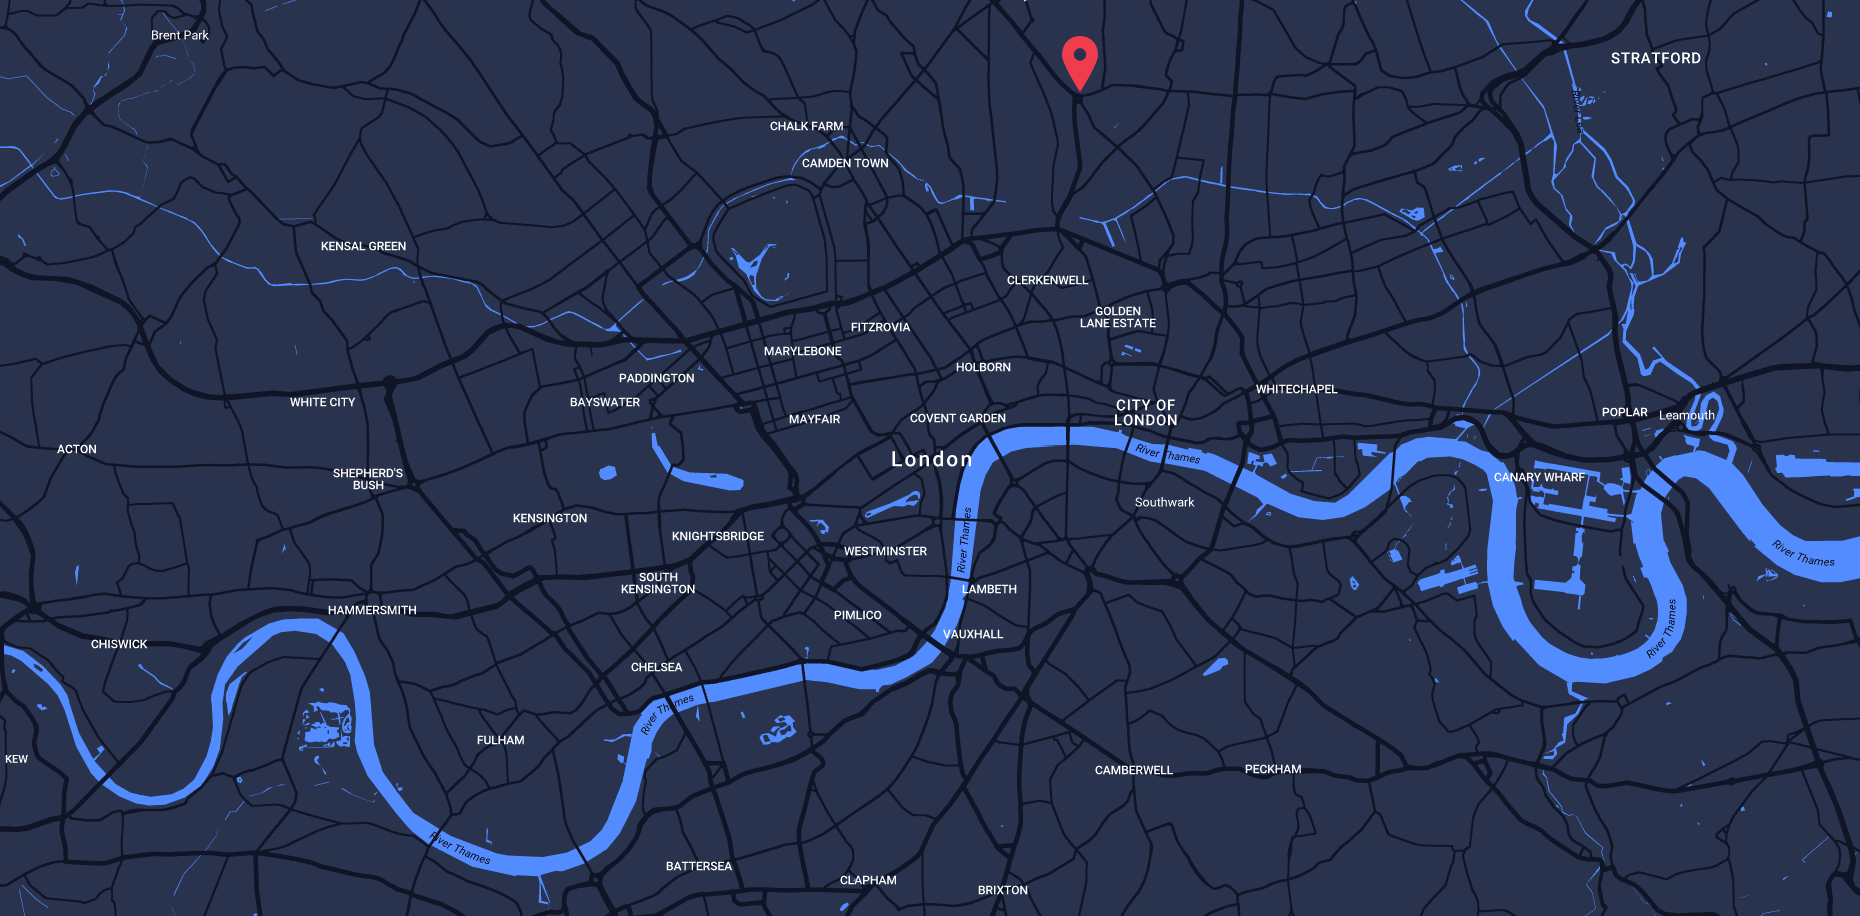 Brent Park
STRATFORD
CHALK FARM
CAMDEN TOWN
KENSAL GREEN
CLERKENWELL
GOLDEN
LANE ESTATE
FITZROVIA
MARYLEBONE
HOLBORN
PADDINGTON
WHITECHAPEL
WHITE CITY
BAYSWATER
MAYFAIR
COVENT GARDEN
CITY OF
LONDON
POPLAR
Leamouth
ACTON
London
River Thames
SHEPHERD'S
BUSH
CANARY WHARF
Southwark
KENSINGTON
KNIGHTSBRIDGE
WESTMINSTER
River Thames
River Thames
SOUTH
KENSINGTON
LAMBETH
HAMMERSMITH
PIMLICO
VAUXHALL
River Thames
CHISWICK
CHELSEA
River Thames
FULHAM
KEW
CAMBERWELL
PECKHAM
River Thames
BATTERSEA
CLAPHAM
BRIXTON